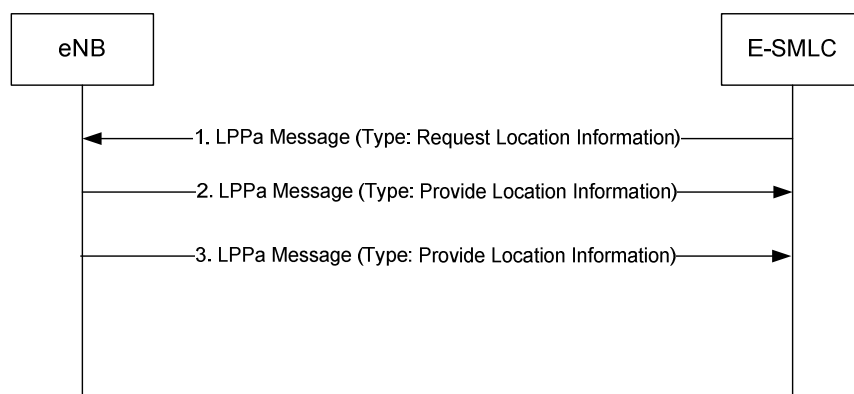 eNB
E-SMLC
1. LPPa Message (Type: Request Location Information)
2. LPPa Message (Type: Provide Location Information)
3. LPPa Message (Type: Provide Location Information)